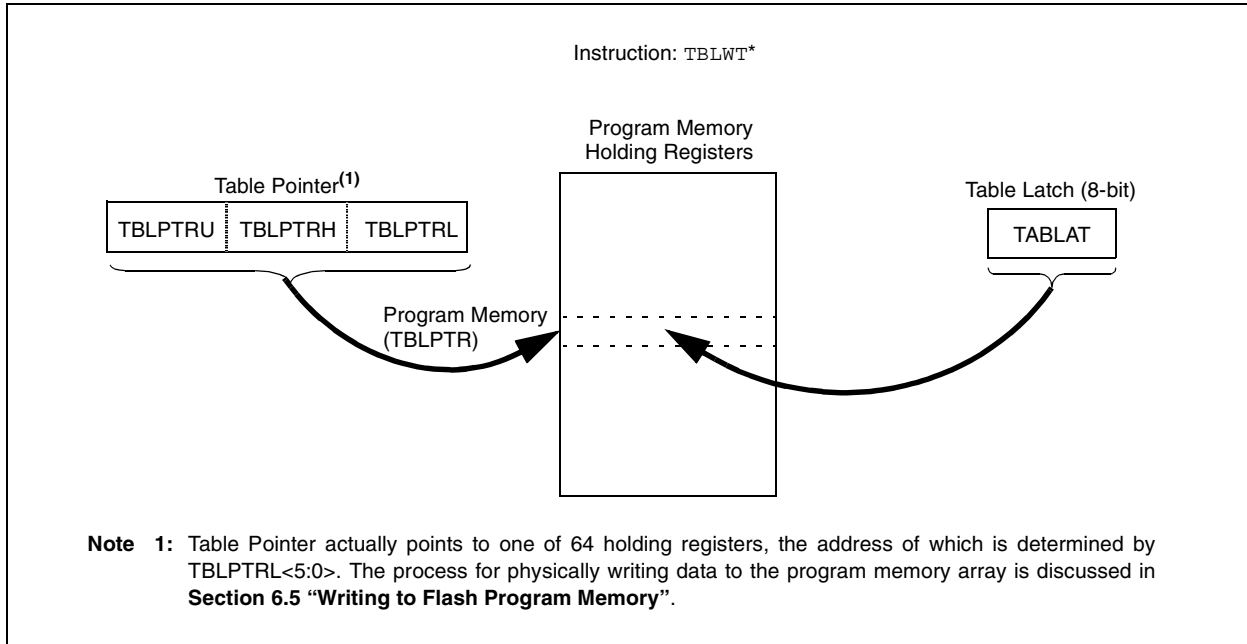 Instruction: TBLWT*
Program Memory
Holding Registers
Table Pointer(1)
Table Latch (8-bit)
TBLPTRU TBLPTRH TBLPTRL
TABLAT
Program Memory
(TBLPTR)
Note 1: Table Pointer actually points to one of 64 holding registers, the address of which is determined by
TBLPTRL<5:0>. The process for physically writing data to the program memory array is discussed in
Section 6.5 “Writing to Flash Program Memory”.